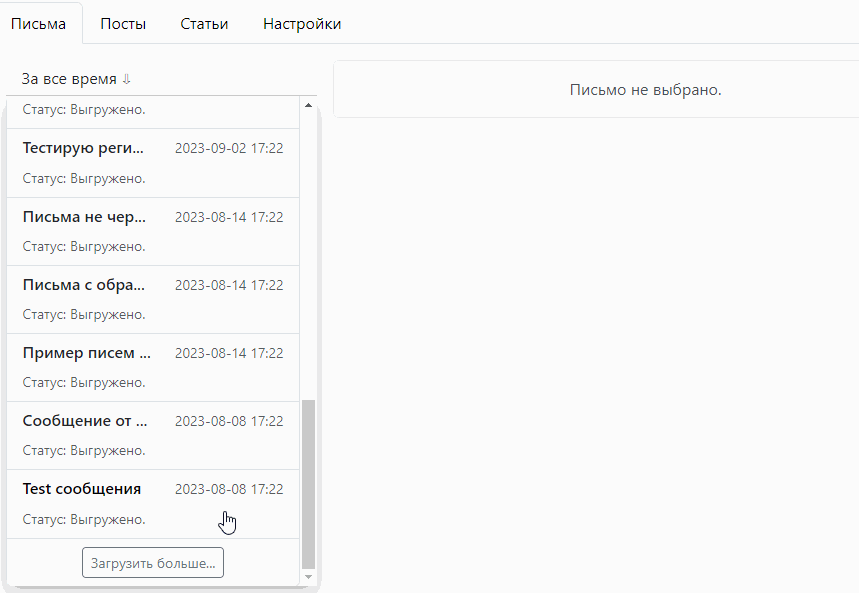 Письма Посты Статьи Настройки
За все время ⇩
Письмо не выбрано.
Статус: Выгружено.
Тестирую реги... 2023-09-02 17:22
Статус: Выгружено.
Письма не чер... 2023-08-14 17:22
Статус: Выгружено.
Письма с обра... 2023-08-14 17:22
Статус: Выгружено.
Пример писем ... 2023-08-14 17:22
Статус: Выгружено.
Сообщение от ... 2023-08-08 17:22
Статус: Выгружено.
Test сообщения 2023-08-08 17:22
Статус: Выгружено.
Загрузить больше...